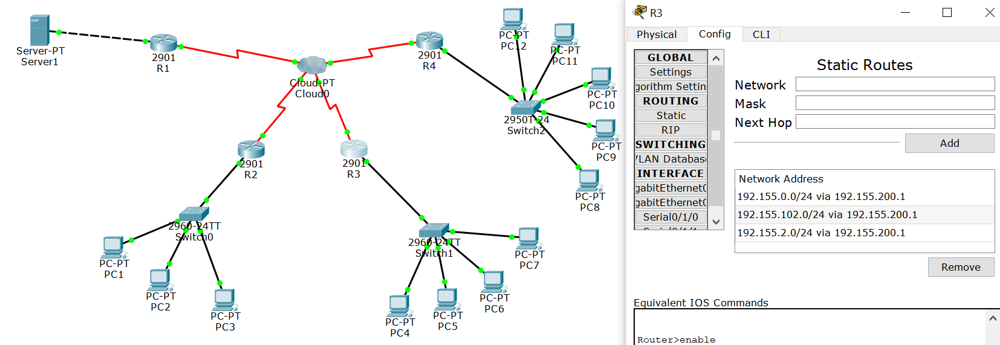 Server-PT
Server1
2901
R1
Cloud-PT
Cloud0
2901
R4
PC-PT
PC12
PC-PT
PC11
PC-PT
PC10
2950T-24
Switch2
PC-PT
PC9
PC-PT
PC8
2901
R2
2901
R3
2960-24TT
Switch0
PC-PT
PC1
PC-PT
PC2
PC-PT
PC3
2960-24TT
Switch1
PC-PT
PC7
PC-PT
PC6
PC-PT
PC5
PC-PT
PC4
R3
Physical
Config
CLI
GLOBAL
Settings
gorithm Settin
ROUTING
Static
RIP
SWITCHING
VLAN Databas
INTERFACE
gabitEthernet0
gabitEthernet0
Serial0/1/0
Static Routes
Network
Mask
Next Hop
Add
Network Address
192.155.0.0/24 via 192.155.200.1
192.155.102.0/24 via 192.155.200.1
192.155.2.0/24 via 192.155.200.1
Remove
Equivalent IOS Commands
Router>enable